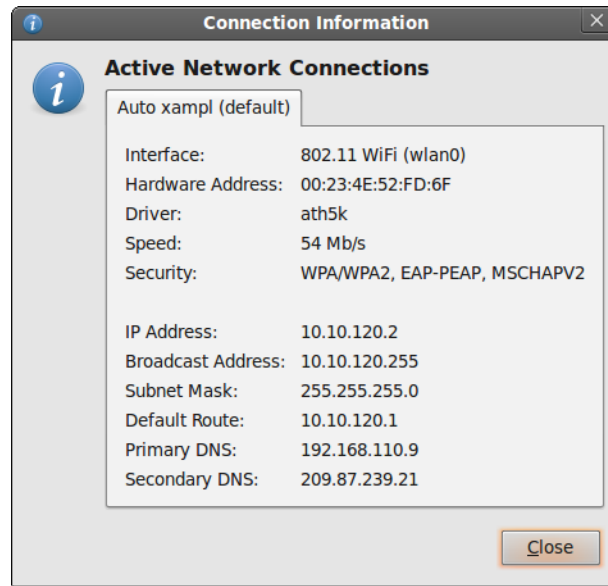 Connection Information
Active Network Connections
Auto xampl (default)
Interface: 802.11 WiFi (wlan0)
Hardware Address: 00:23:4E:52:FD:6F
Driver: ath5k
Speed: 54 Mb/s
Security: WPA/WPA2, EAP-PEAP, MSCHAPV2
IP Address: 10.10.120.2
Broadcast Address: 10.10.120.255
Subnet Mask: 255.255.255.0
Default Route: 10.10.120.1
Primary DNS: 192.168.110.9
Secondary DNS: 209.87.239.21
Close